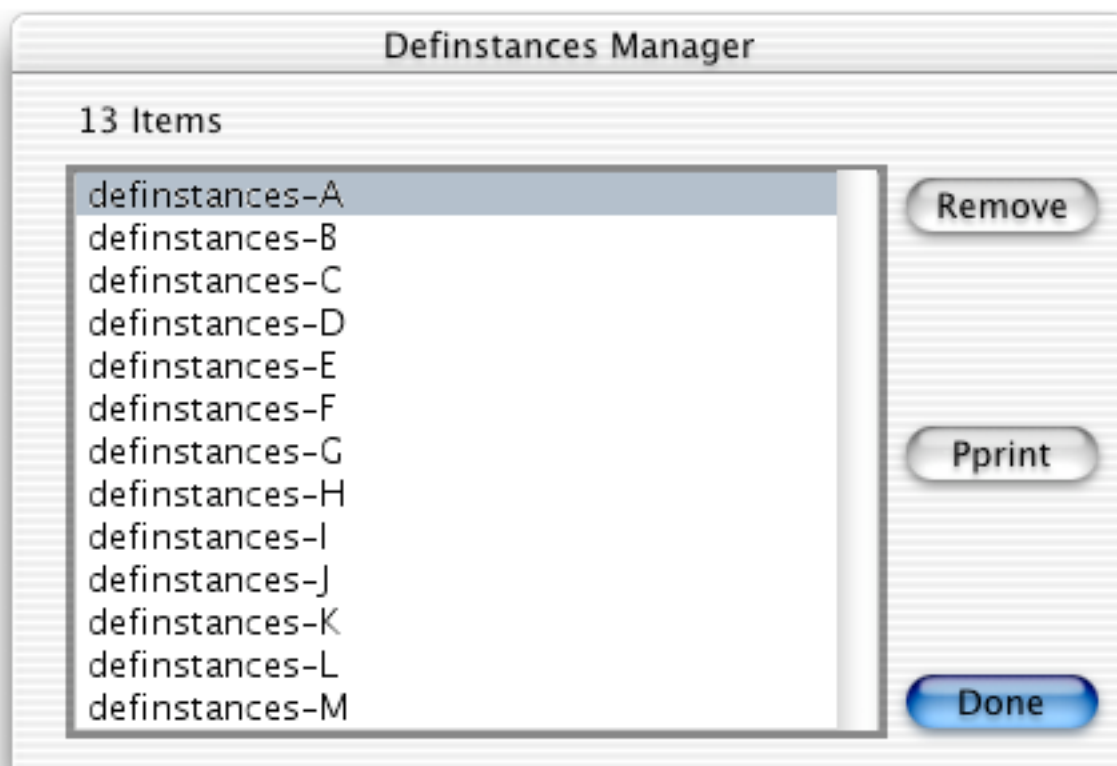 Definstances Manager
13 Items
definstances-A
definstances-B
definstances-C
definstances-D
definstances-E
definstances-F
definstances-G
definstances-H
definstances-I
definstances-J
definstances-K
definstances-L
definstances-M
Remove
Pprint
Done